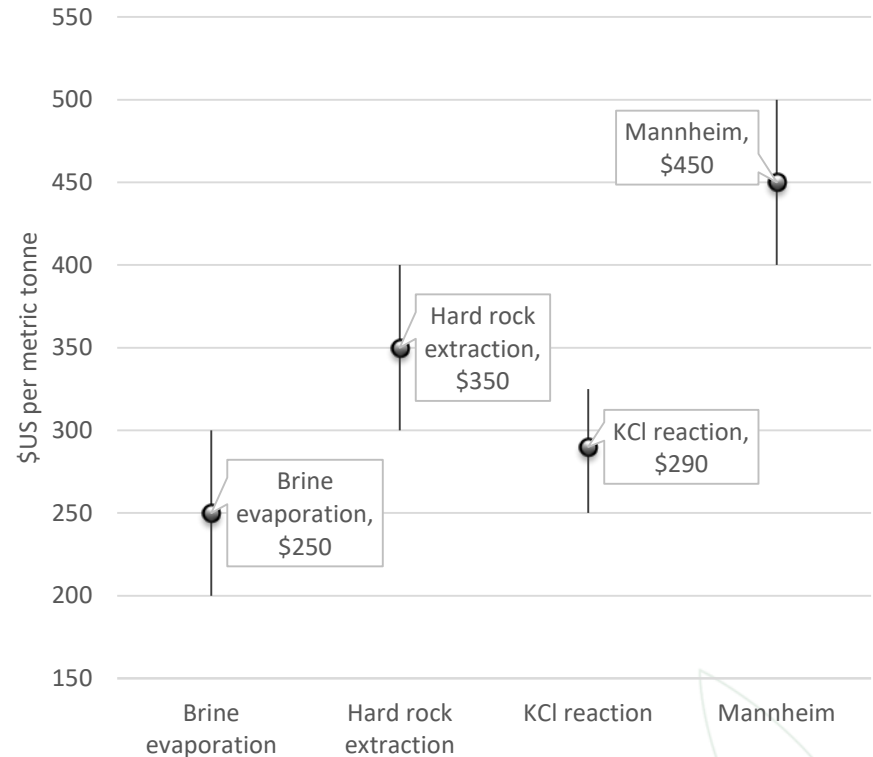 $US per metric tonne
550
500
450
400
350
300
250
200
150
Mannheim,
$450
Hard rock
extraction,
$350
KCl reaction,
$290
Brine
evaporation,
$250
Brine
evaporation
Hard rock
extraction
KCl reaction
Mannheim